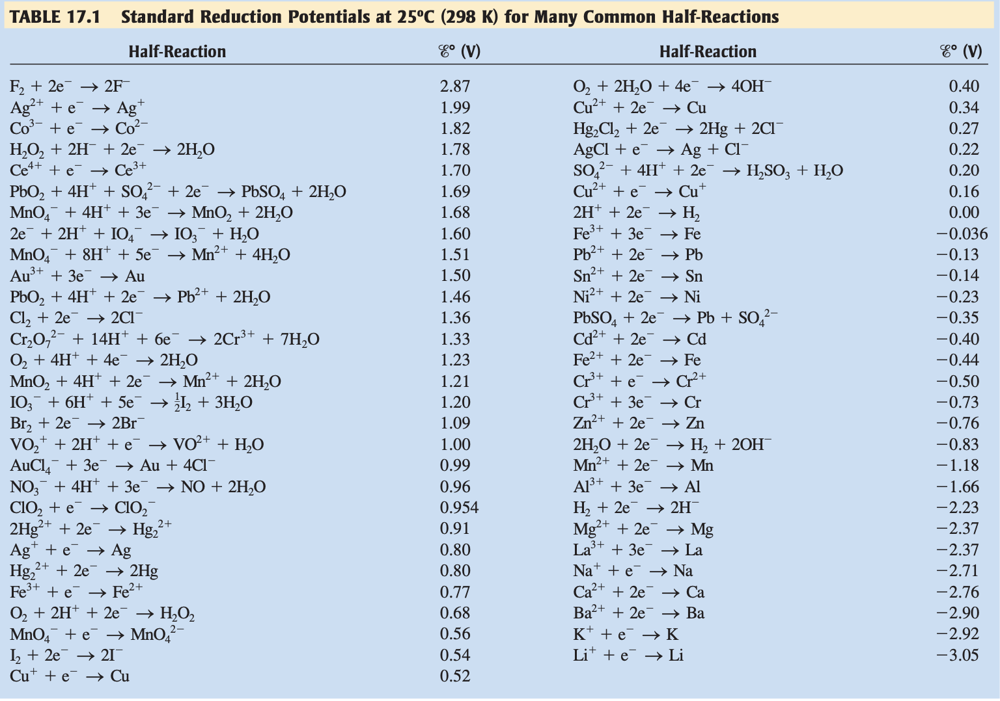 TABLE 17.1 Standard Reduction Potentials at 25ºC (298 K) for Many Common Half-Reactions
Half-Reaction ℰ° (V) Half-Reaction ℰ° (V)
F₂ + 2e⁻ → 2F⁻ 2.87 O₂ + 2H₂O + 4e⁻ → 4OH⁻ 0.40
Ag²⁺ + e⁻ → Ag⁺ 1.99 Cu²⁺ + 2e⁻ → Cu 0.34
Co³⁻ + e⁻ → Co²⁻ 1.82 Hg₂Cl₂ + 2e⁻ → 2Hg + 2Cl⁻ 0.27
H₂O₂ + 2H⁻ + 2e⁻ → 2H₂O 1.78 AgCl + e⁻ → Ag + Cl⁻ 0.22
Ce⁴⁺ + e⁻ → Ce³⁺ 1.70 SO₄²⁻ + 4H⁺ + 2e⁻ → H₂SO₃ + H₂O 0.20
PbO₂ + 4H⁺ + SO₄²⁻ + 2e⁻ → PbSO₄ + 2H₂O 1.69 Cu²⁺ + e⁻ → Cu⁺ 0.16
MnO₄⁻ + 4H⁺ + 3e⁻ → MnO₂ + 2H₂O 1.68 2H⁺ + 2e⁻ → H₂ 0.00
2e⁻ + 2H⁺ + IO₄⁻ → IO₃⁻ + H₂O 1.60 Fe³⁺ + 3e⁻ → Fe −0.036
MnO₄⁻ + 8H⁺ + 5e⁻ → Mn²⁺ + 4H₂O 1.51 Pb²⁺ + 2e⁻ → Pb −0.13
Au³⁺ + 3e⁻ → Au 1.50 Sn²⁺ + 2e⁻ → Sn −0.14
PbO₂ + 4H⁺ + 2e⁻ → Pb²⁺ + 2H₂O 1.46 Ni²⁺ + 2e⁻ → Ni −0.23
Cl₂ + 2e⁻ → 2Cl⁻ 1.36 PbSO₄ + 2e⁻ → Pb + SO₄²⁻ −0.35
Cr₂O₇²⁻ + 14H⁺ + 6e⁻ → 2Cr³⁺ + 7H₂O 1.33 Cd²⁺ + 2e⁻ → Cd −0.40
O₂ + 4H⁺ + 4e⁻ → 2H₂O 1.23 Fe²⁺ + 2e⁻ → Fe −0.44
MnO₂ + 4H⁺ + 2e⁻ → Mn²⁺ + 2H₂O 1.21 Cr³⁺ + e⁻ → Cr²⁺ −0.50
IO₃⁻ + 6H⁺ + 5e⁻ → ½I₂ + 3H₂O 1.20 Cr³⁺ + 3e⁻ → Cr −0.73
Br₂ + 2e⁻ → 2Br⁻ 1.09 Zn²⁺ + 2e⁻ → Zn −0.76
VO₂⁺ + 2H⁺ + e⁻ → VO²⁺ + H₂O 1.00 2H₂O + 2e⁻ → H₂ + 2OH⁻ −0.83
AuCl₄⁻ + 3e⁻ → Au + 4Cl⁻ 0.99 Mn²⁺ + 2e⁻ → Mn −1.18
NO₃⁻ + 4H⁺ + 3e⁻ → NO + 2H₂O 0.96 Al³⁺ + 3e⁻ → Al −1.66
ClO₂ + e⁻ → ClO₂⁻ 0.954 H₂ + 2e⁻ → 2H⁻ −2.23
2Hg²⁺ + 2e⁻ → Hg₂²⁺ 0.91 Mg²⁺ + 2e⁻ → Mg −2.37
Ag⁺ + e⁻ → Ag 0.80 La³⁺ + 3e⁻ → La −2.37
Hg₂²⁺ + 2e⁻ → 2Hg 0.80 Na⁺ + e⁻ → Na −2.71
Fe³⁺ + e⁻ → Fe²⁺ 0.77 Ca²⁺ + 2e⁻ → Ca −2.76
O₂ + 2H⁺ + 2e⁻ → H₂O₂ 0.68 Ba²⁺ + 2e⁻ → Ba −2.90
MnO₄⁻ + e⁻ → MnO₄²⁻ 0.56 K⁺ + e⁻ → K −2.92
I₂ + 2e⁻ → 2I⁻ 0.54 Li⁺ + e⁻ → Li −3.05
Cu⁺ + e⁻ → Cu 0.52